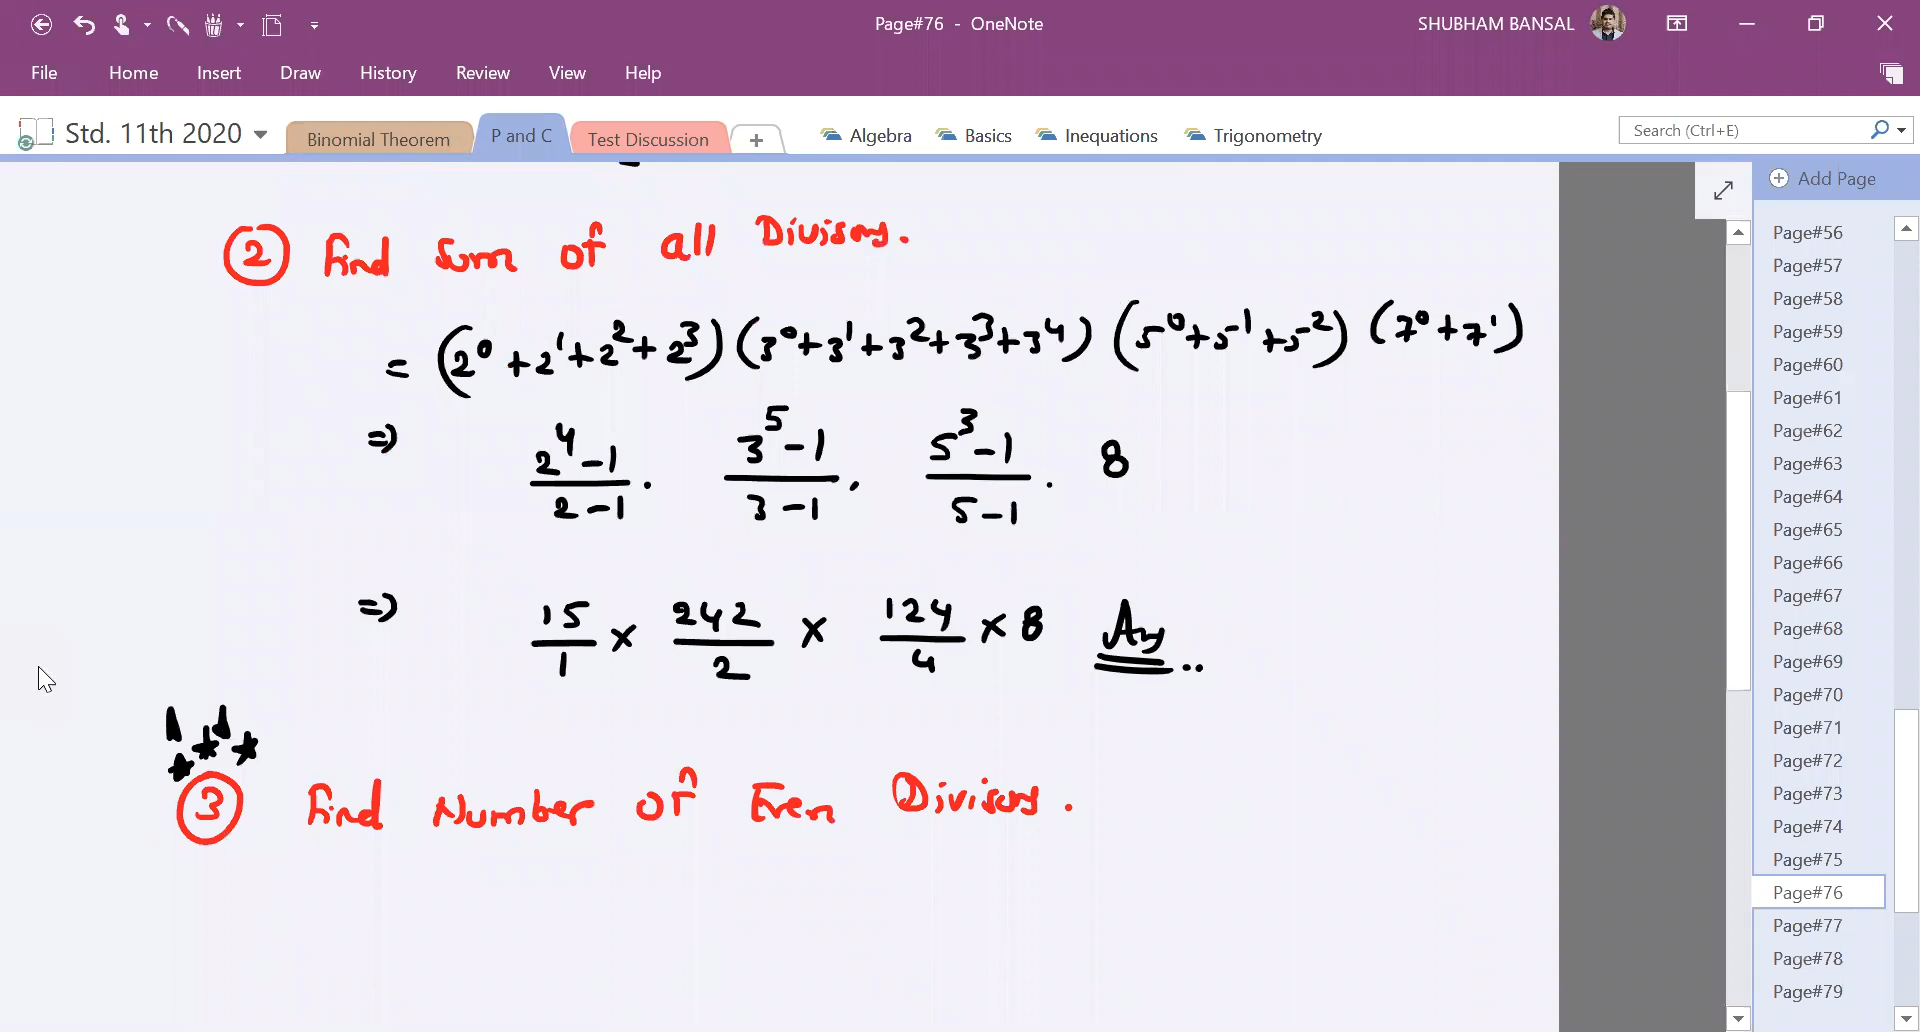 Page#76 - OneNote
SHUBHAM BANSAL
File Home Insert Draw History Review View Help
Std. 11th 2020
Binomial Theorem P and C Test Discussion + Algebra Basics Inequations Trigonometry
Search (Ctrl+E)
Add Page
② Find Sum of all Divisors.
= (2⁰ + 2¹ + 2² + 2³) (3⁰ + 3¹ + 3² + 3³ + 3⁴) (5⁰ + 5¹ + 5²) (7⁰ + 7¹)
=> 2⁴-1/2-1 . 3⁵-1/3-1 . 5³-1/5-1 . 8
=> 15/1 × 242/2 × 124/4 × 8 Ans ..
③ Find Number of Even Divisors.
Page#56
Page#57
Page#58
Page#59
Page#60
Page#61
Page#62
Page#63
Page#64
Page#65
Page#66
Page#67
Page#68
Page#69
Page#70
Page#71
Page#72
Page#73
Page#74
Page#75
Page#76
Page#77
Page#78
Page#79